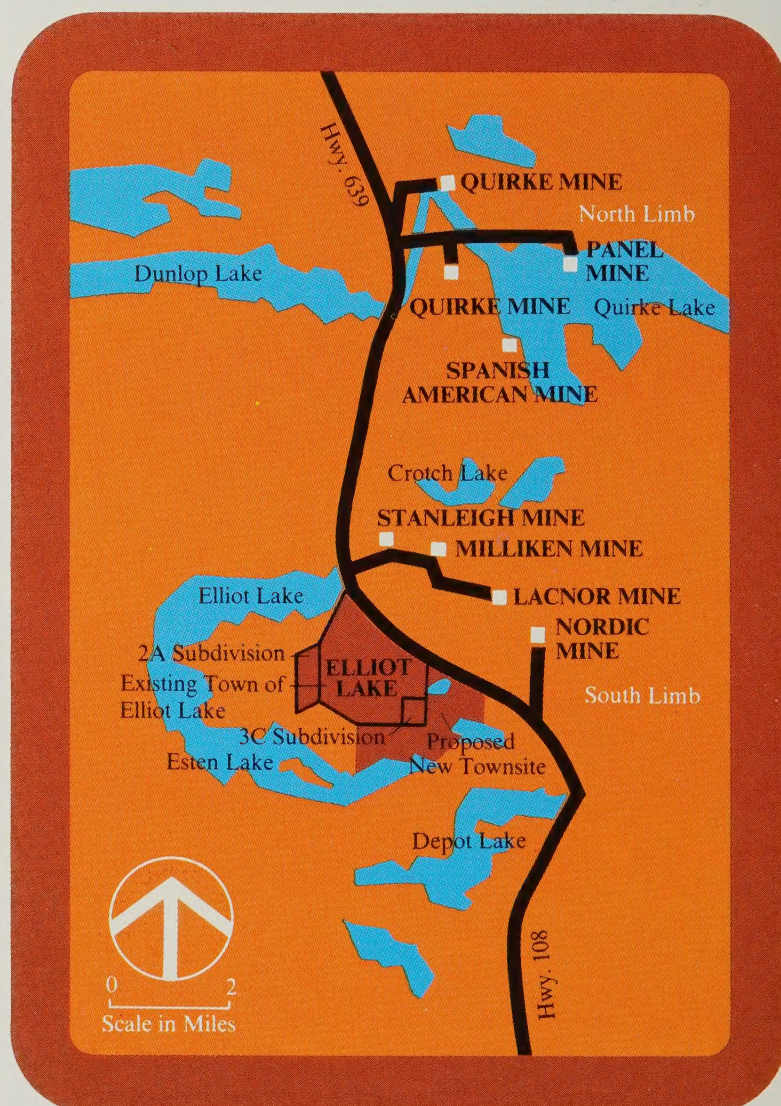 Hwy. 639
QUIRKE MINE
North Limb
PANEL
MINE
Dunlop Lake
QUIRKE MINE
Quirke Lake
SPANISH
AMERICAN MINE
Crotch Lake
STANLEIGH MINE
MILLIKEN MINE
Elliot Lake
LACNOR MINE
NORDIC
MINE
2A Subdivision
ELLIOT
LAKE
Existing Town of
Elliot Lake
South Limb
3C Subdivision
Proposed
New Townsite
Esten Lake
Depot Lake
Hwy. 108
0 2
Scale in Miles